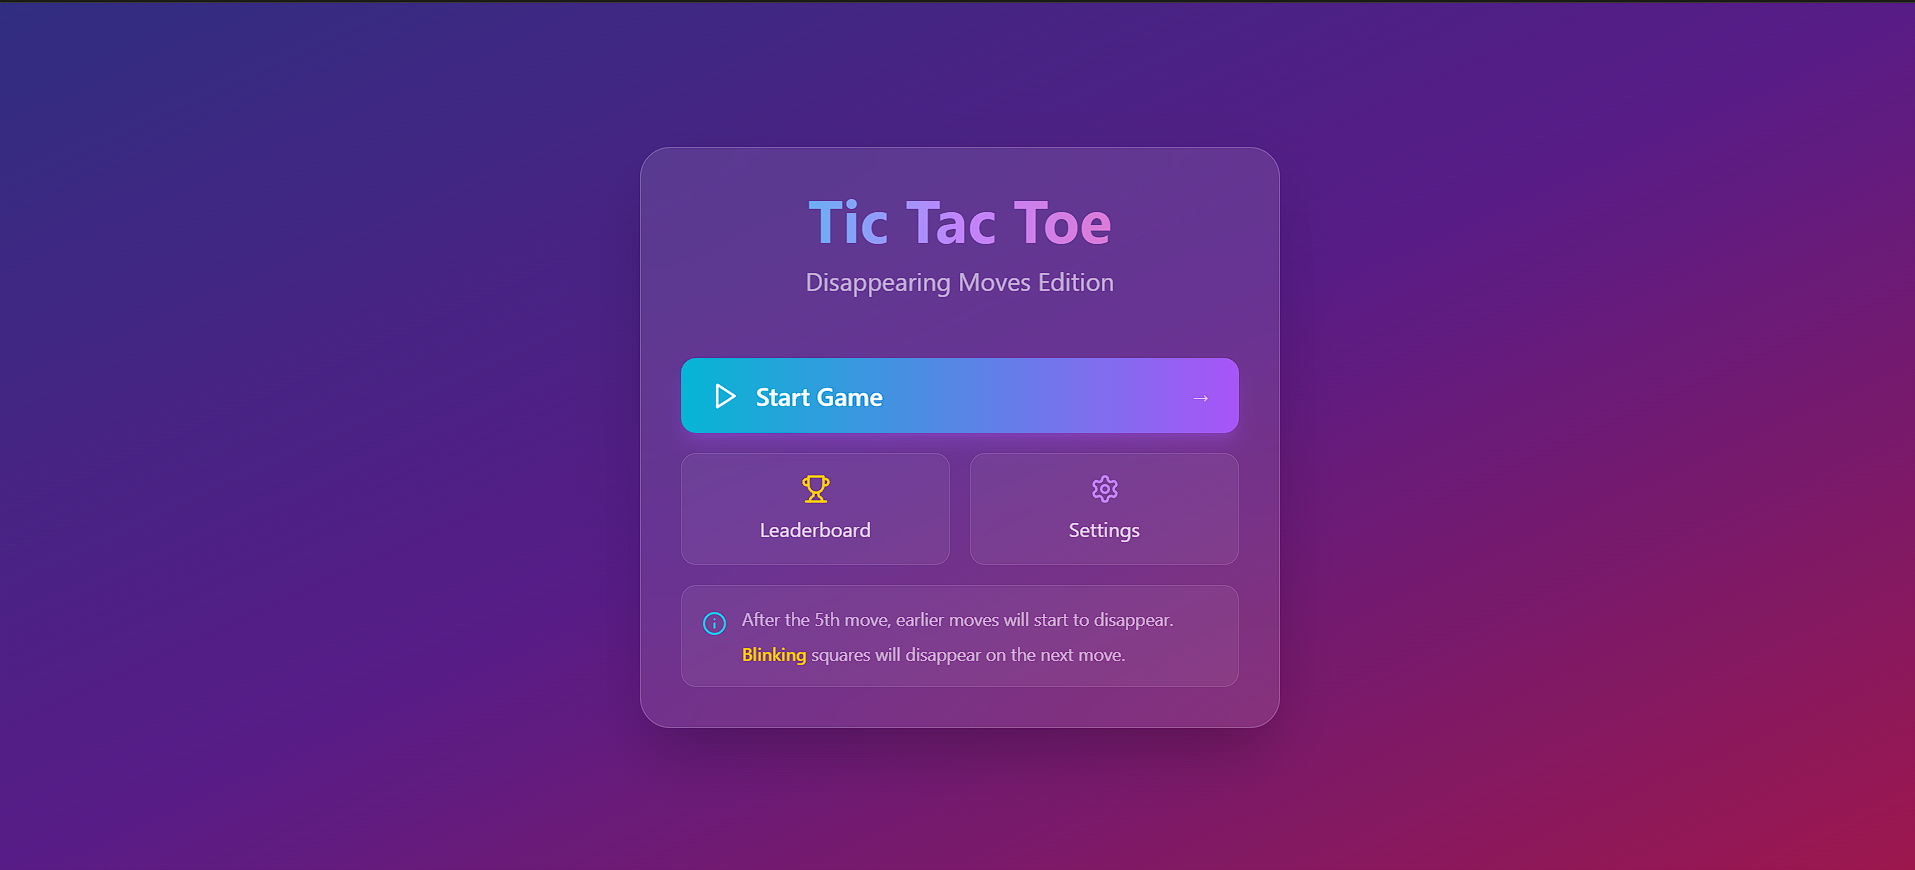 Tic Tac Toe
Disappearing Moves Edition
Start Game →
Leaderboard
Settings
After the 5th move, earlier moves will start to disappear.
Blinking squares will disappear on the next move.